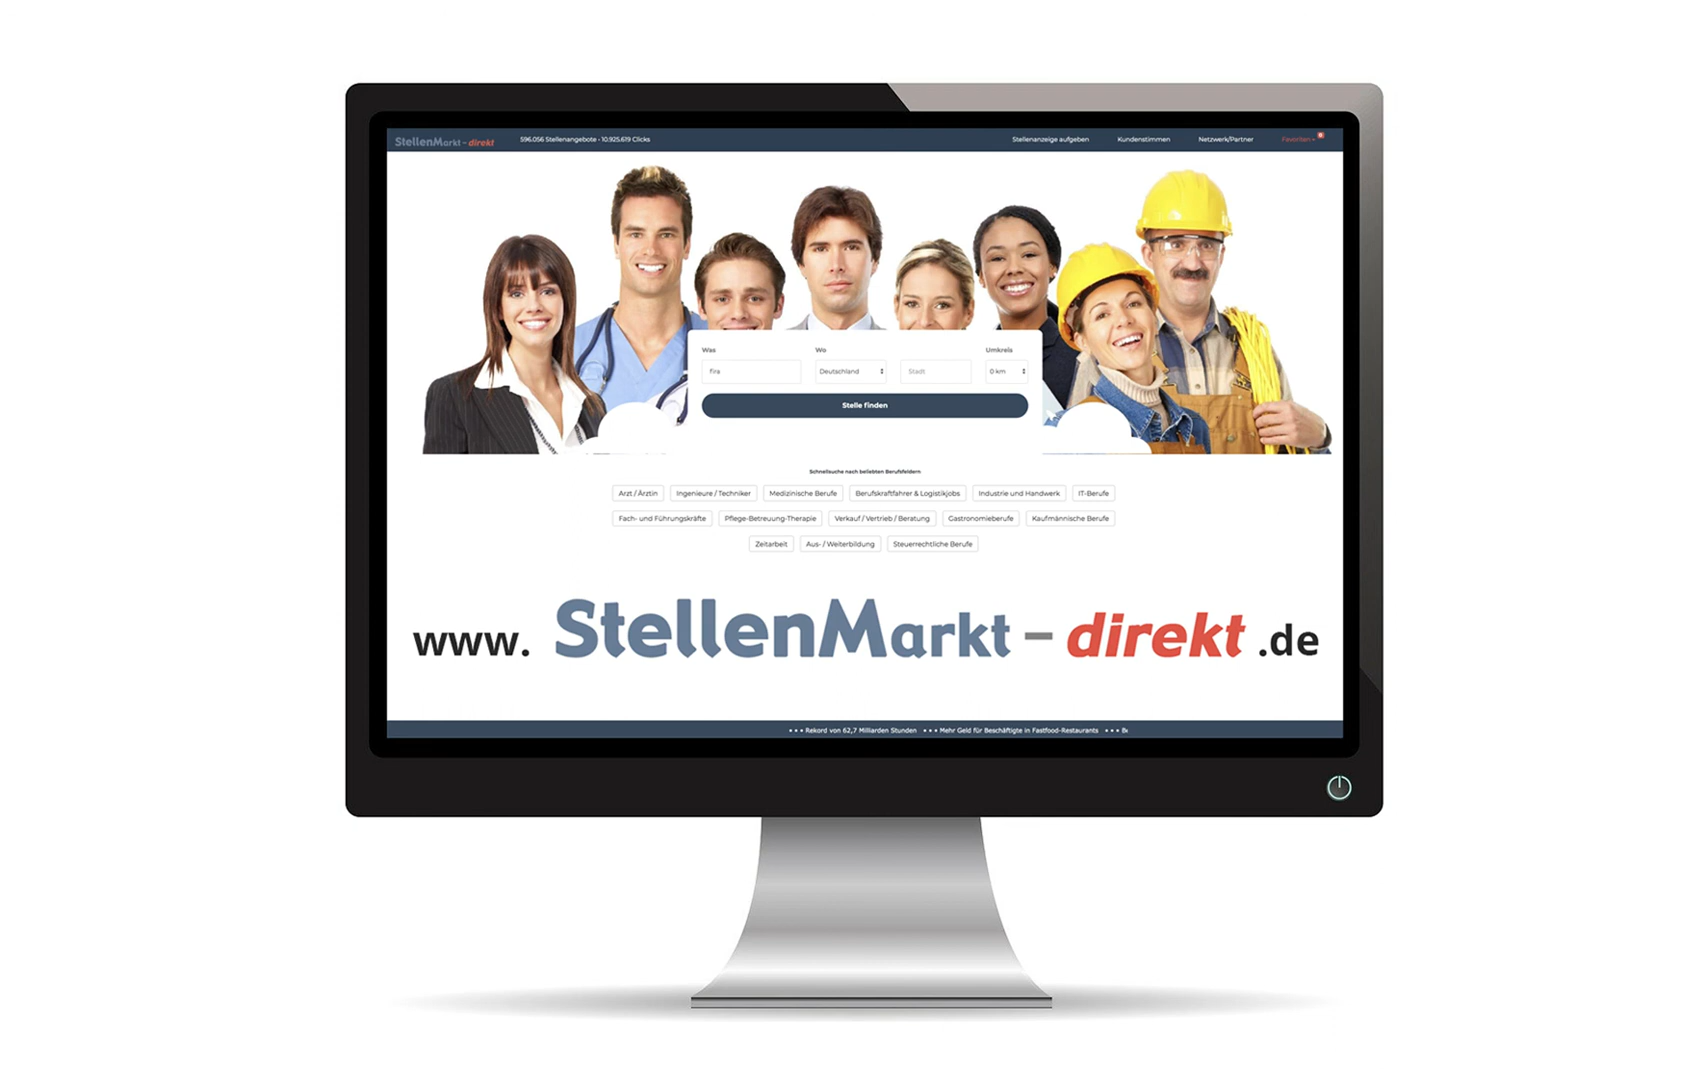 StellenMarkt - direkt 596.056 Stellenangebote • 10.925.619 Clicks Stellenanzeige aufgeben Kundenstimmen Netzwerk/Partner Favoriten
Was Wo Umkreis
fira Deutschland Stadt 0 km
Stelle finden
Schnellsuche nach beliebten Berufsfeldern
Arzt / Ärztin Ingenieure / Techniker Medizinische Berufe Berufskraftfahrer & Logistikjobs Industrie und Handwerk IT-Berufe
Fach- und Führungskräfte Pflege-Betreuung-Therapie Verkauf / Vertrieb / Beratung Gastronomieberufe Kaufmännische Berufe
Zeitarbeit Aus- / Weiterbildung Steuerrechtliche Berufe
www. StellenMarkt - direkt .de
••• Rekord von 62,7 Milliarden Stunden ••• Mehr Geld für Beschäftigte in Fastfood-Restaurants •••